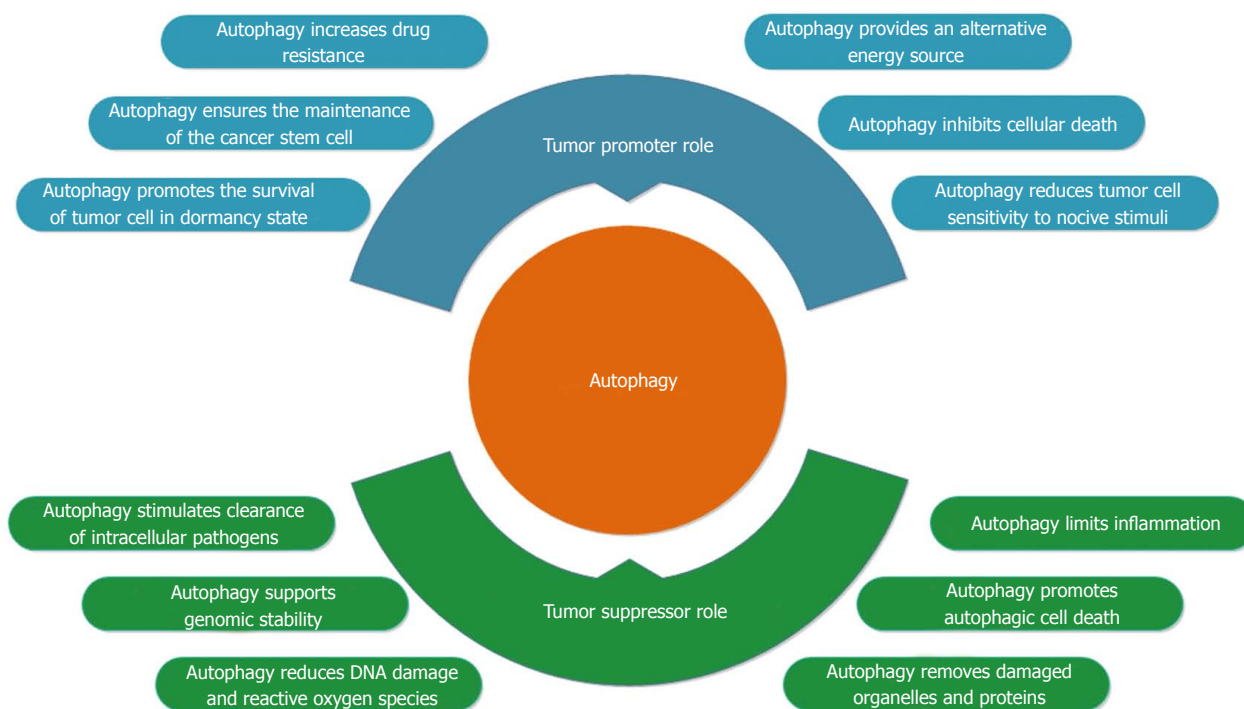 Autophagy increases drug
resistance
Autophagy provides an alternative
energy source
Autophagy ensures the maintenance
of the cancer stem cell
Tumor promoter role
Autophagy inhibits cellular death
Autophagy promotes the survival
of tumor cell in dormancy state
Autophagy reduces tumor cell
sensitivity to nocive stimuli
Autophagy
Autophagy stimulates clearance
of intracellular pathogens
Autophagy limits inflammation
Autophagy supports
genomic stability
Tumor suppressor role
Autophagy promotes
autophagic cell death
Autophagy reduces DNA damage
and reactive oxygen species
Autophagy removes damaged
organelles and proteins